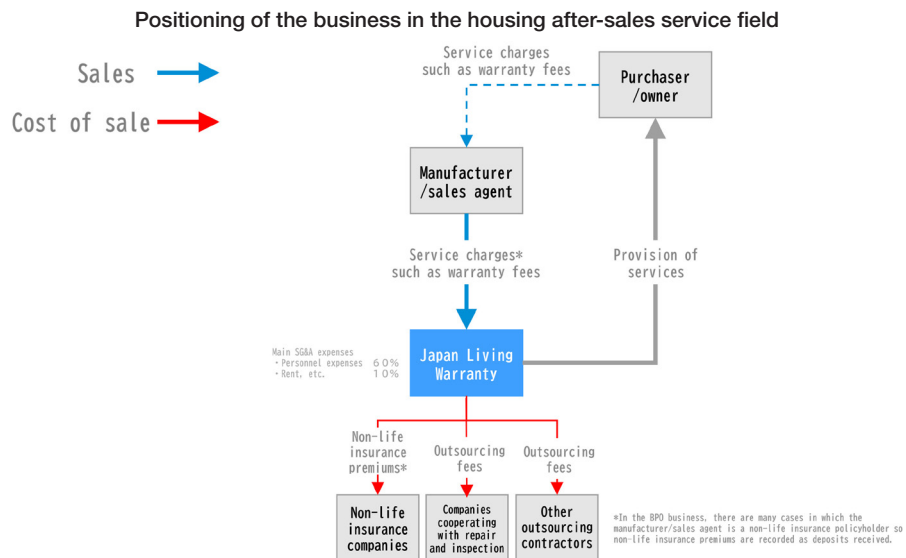 Positioning of the business in the housing after-sales service field
Sales
Cost of sale
Service charges
such as warranty fees
Purchaser
/owner
Manufacturer
/sales agent
Service charges*
such as warranty fees
Provision of
services
Main SG&A expenses
・Personnel expenses 60%
・Rent, etc. 10%
Japan Living
Warranty
Non-life
insurance
premiums*
Outsourcing
fees
Outsourcing
fees
Non-life
insurance
companies
Companies
cooperating
with repair
and inspection
Other
outsourcing
contractors
*In the BPO business, there are many cases in which the
manufacturer/sales agent is a non-life insurance policyholder so
non-life insurance premiums are recorded as deposits received.